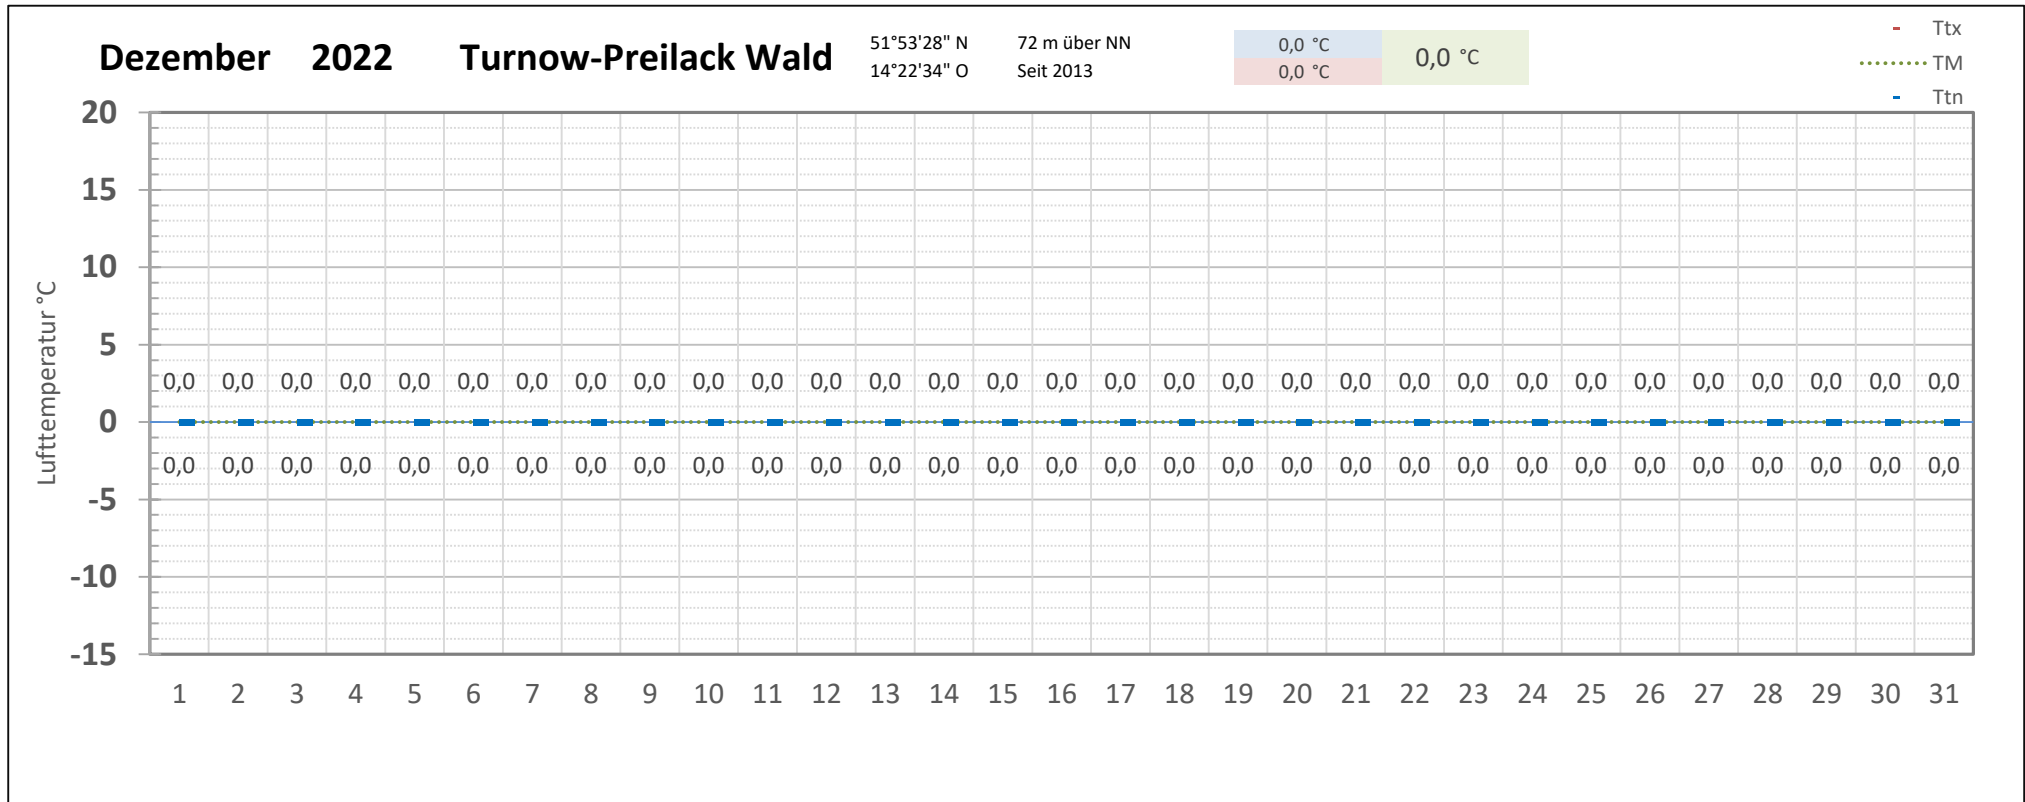 Dezember 2022 Turnow-Preilack Wald
51°53'28" N 72 m über NN
14°22'34" O Seit 2013
0,0 °C
0,0 °C
0,0 °C
Ttx
TM
Ttn
Lufttemperatur °C
20
15
10
5
0
-5
-10
-15
0,0 0,0 0,0 0,0 0,0 0,0 0,0 0,0 0,0 0,0 0,0 0,0 0,0 0,0 0,0 0,0 0,0 0,0 0,0 0,0 0,0 0,0 0,0 0,0 0,0 0,0 0,0 0,0 0,0 0,0 0,0
0,0 0,0 0,0 0,0 0,0 0,0 0,0 0,0 0,0 0,0 0,0 0,0 0,0 0,0 0,0 0,0 0,0 0,0 0,0 0,0 0,0 0,0 0,0 0,0 0,0 0,0 0,0 0,0 0,0 0,0 0,0
1 2 3 4 5 6 7 8 9 10 11 12 13 14 15 16 17 18 19 20 21 22 23 24 25 26 27 28 29 30 31